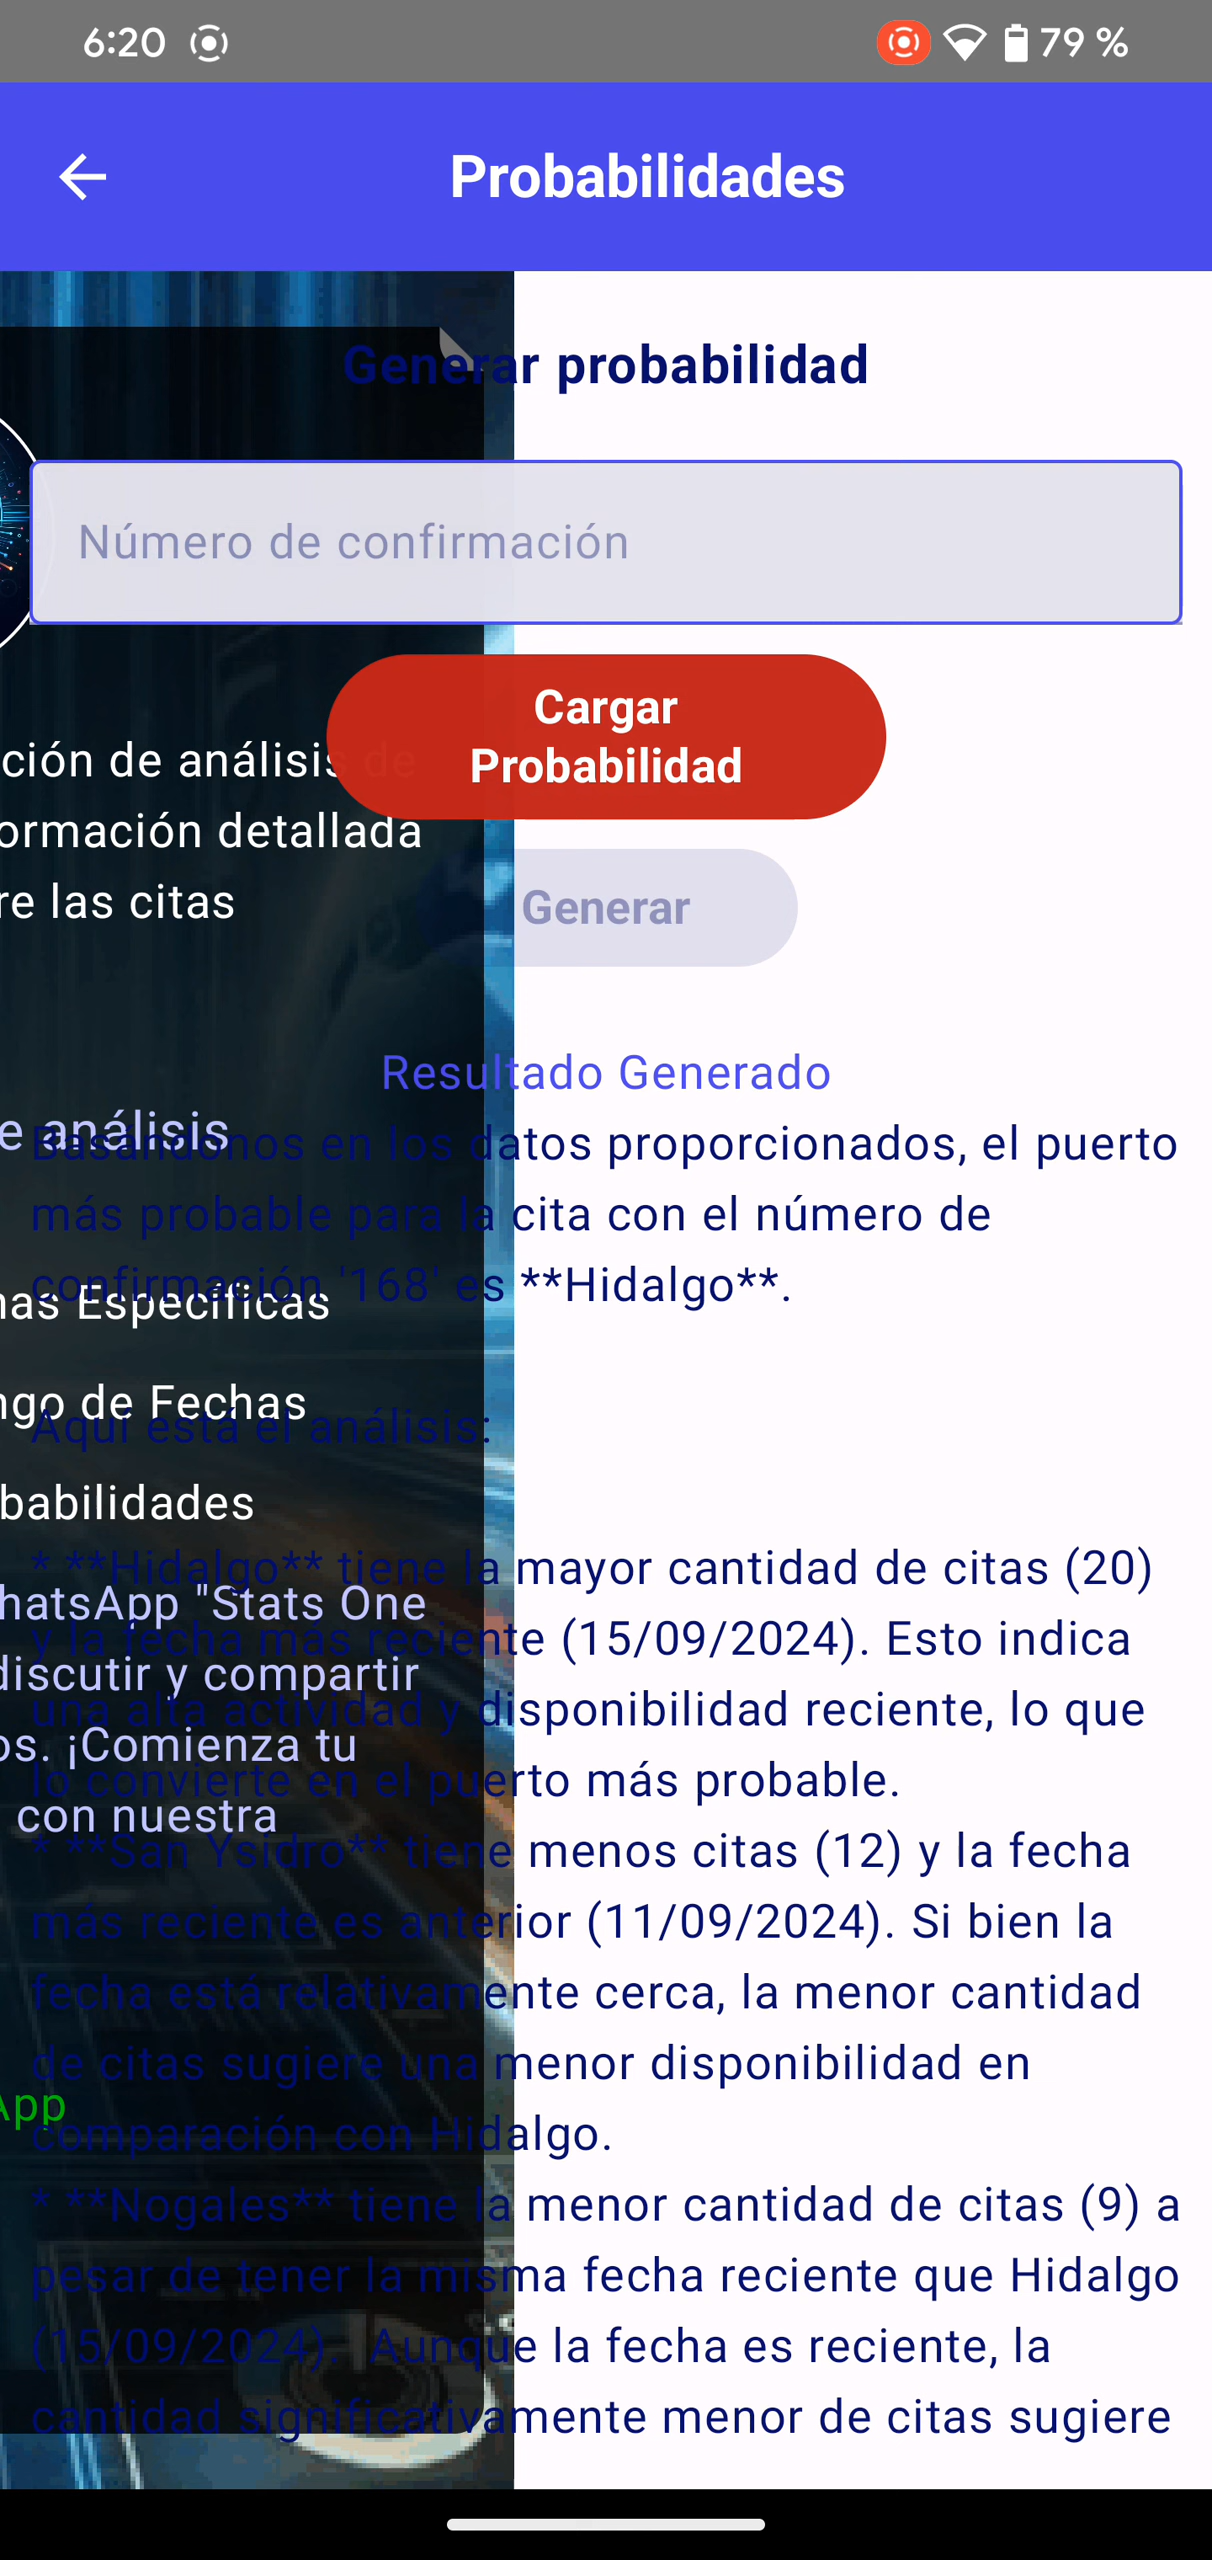 6:20
79 %
Probabilidades
Generar probabilidad
Número de confirmación
Cargar
Probabilidad
ción de análisis de
ormación detallada
re las citas
Generar
Resultado Generado
e análisis
Basándonos en los datos proporcionados, el puerto
más probable para la cita con el número de
confirmación '168' es **Hidalgo**.
nas Específicas
ngo de Fechas
Aquí está el análisis:
babilidades
* **Hidalgo** tiene la mayor cantidad de citas (20)
hatsApp "Stats One
y la fecha más reciente (15/09/2024). Esto indica
discutir y compartir
una alta actividad y disponibilidad reciente, lo que
os. ¡Comienza tu
lo convierte en el puerto más probable.
con nuestra
* **San Ysidro** tiene menos citas (12) y la fecha
más reciente es anterior (11/09/2024). Si bien la
fecha está relativamente cerca, la menor cantidad
de citas sugiere una menor disponibilidad en
App
comparación con Hidalgo.
* **Nogales** tiene la menor cantidad de citas (9) a
pesar de tener la misma fecha reciente que Hidalgo
(15/09/2024). Aunque la fecha es reciente, la
cantidad significativamente menor de citas sugiere